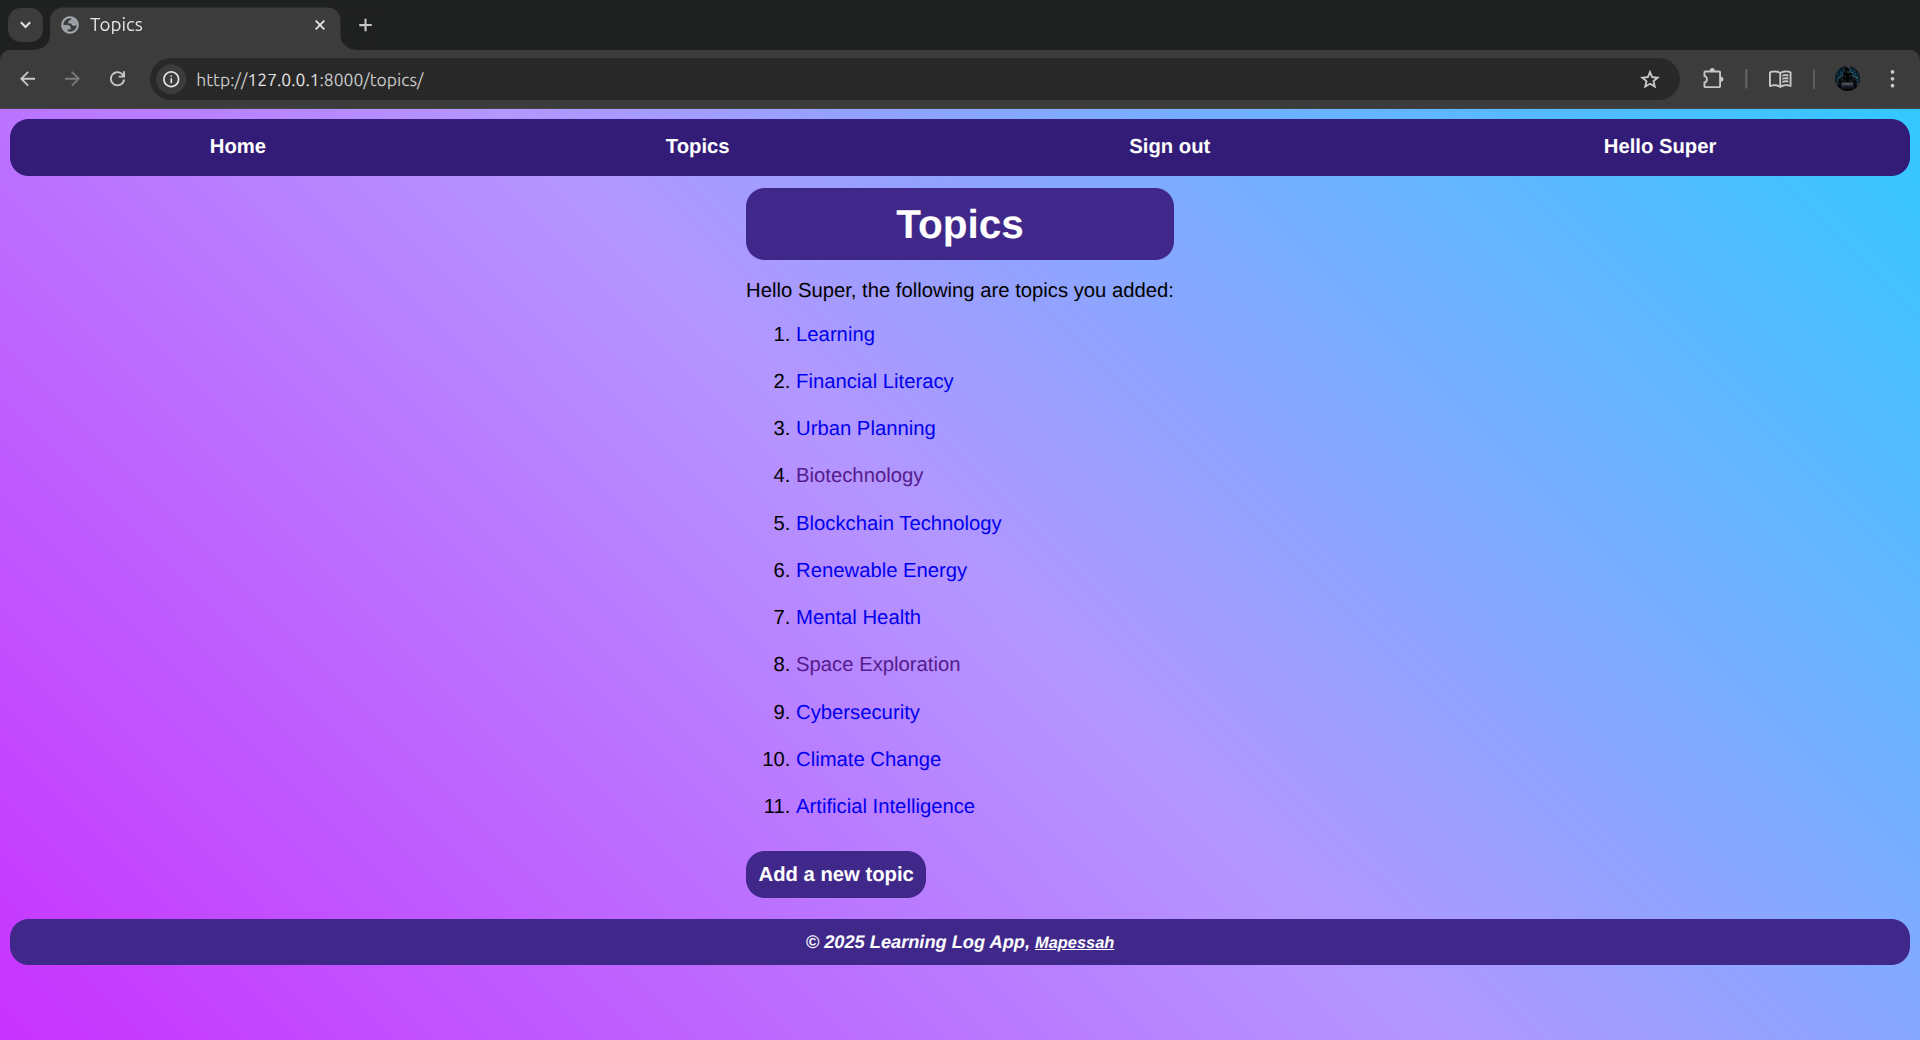 Topics
http://127.0.0.1:8000/topics/
Home Topics Sign out Hello Super
Topics
Hello Super, the following are topics you added:
1. Learning
2. Financial Literacy
3. Urban Planning
4. Biotechnology
5. Blockchain Technology
6. Renewable Energy
7. Mental Health
8. Space Exploration
9. Cybersecurity
10. Climate Change
11. Artificial Intelligence
Add a new topic
© 2025 Learning Log App, Mapessah